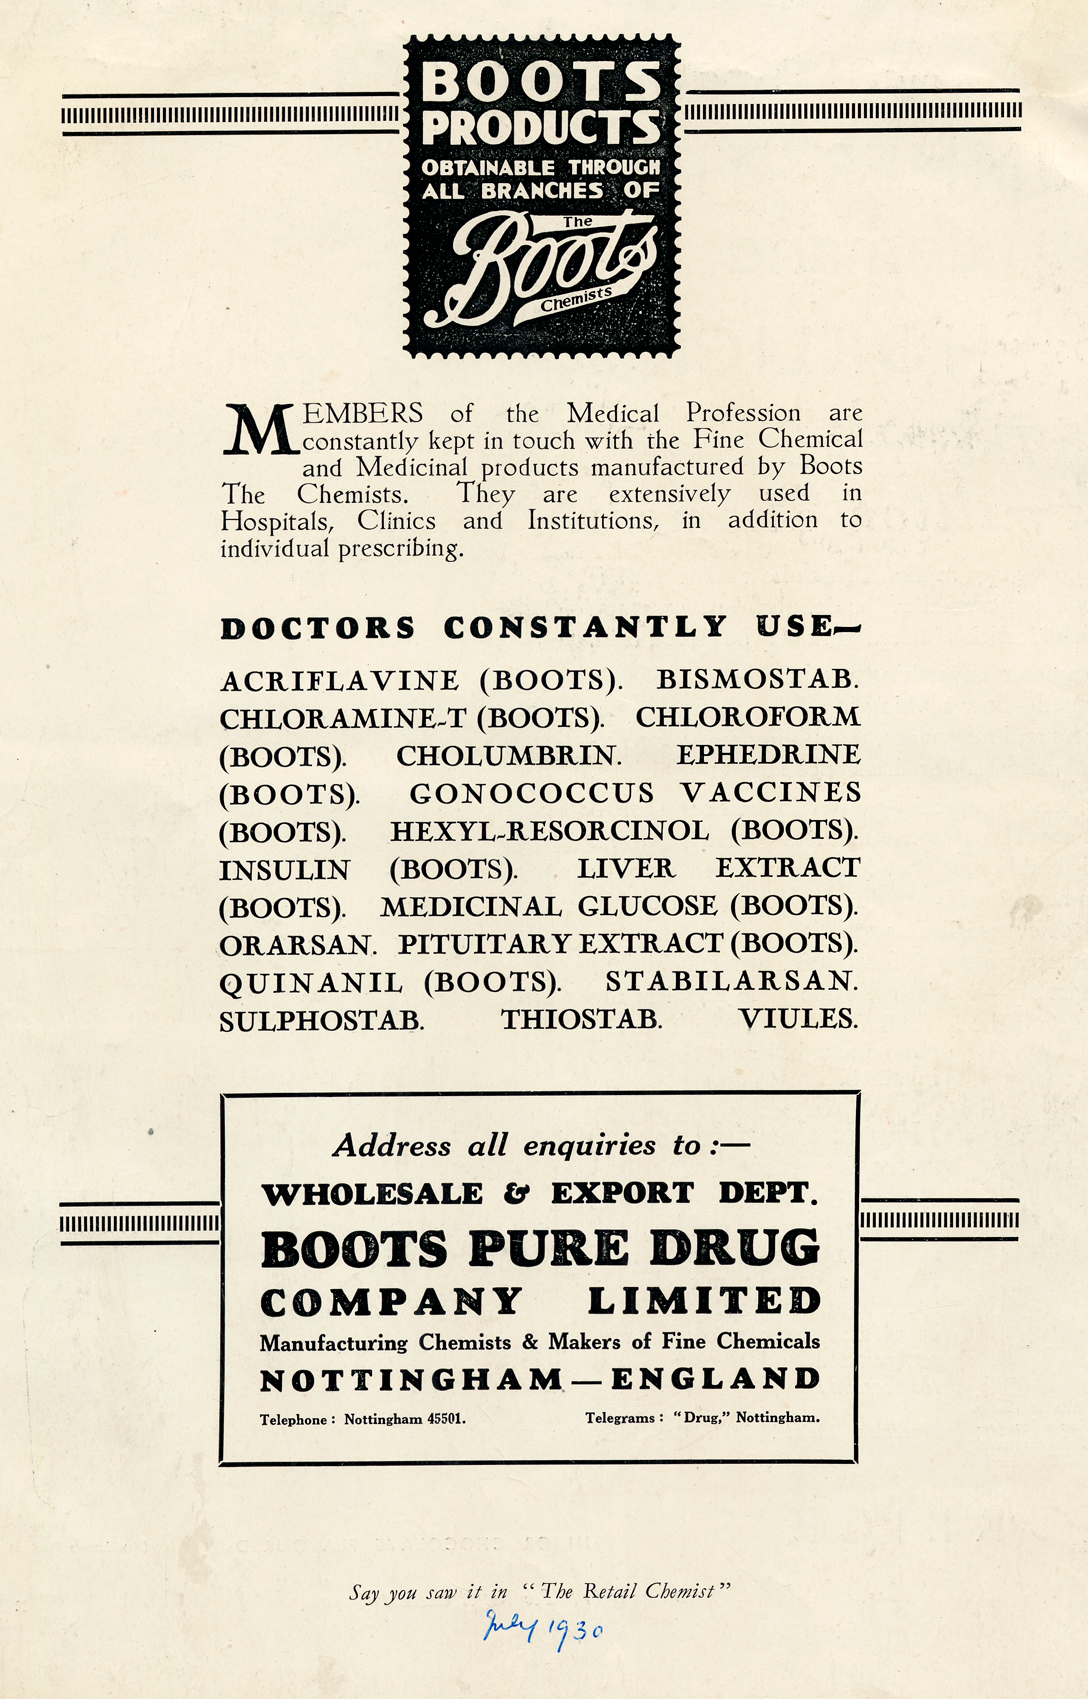 BOOTS
PRODUCTS
OBTAINABLE THROUGH
ALL BRANCHES OF
The
Boots
Chemists
MEMBERS of the Medical Profession are
constantly kept in touch with the Fine Chemical
and Medicinal products manufactured by Boots
The Chemists. They are extensively used in
Hospitals, Clinics and Institutions, in addition to
individual prescribing.
DOCTORS CONSTANTLY USE—
ACRIFLAVINE (BOOTS). BISMOSTAB.
CHLORAMINE-T (BOOTS). CHLOROFORM
(BOOTS). CHOLUMBRIN. EPHEDRINE
(BOOTS). GONOCOCCUS VACCINES
(BOOTS). HEXYL-RESORCINOL (BOOTS).
INSULIN (BOOTS). LIVER EXTRACT
(BOOTS). MEDICINAL GLUCOSE (BOOTS).
ORARSAN. PITUITARY EXTRACT (BOOTS).
QUINANIL (BOOTS). STABILARSAN.
SULPHOSTAB. THIOSTAB. VIULES.
Address all enquiries to :—
WHOLESALE & EXPORT DEPT.
BOOTS PURE DRUG
COMPANY LIMITED
Manufacturing Chemists & Makers of Fine Chemicals
NOTTINGHAM—ENGLAND
Telephone : Nottingham 45501. Telegrams : "Drug," Nottingham.
Say you saw it in "The Retail Chemist"
July 1930